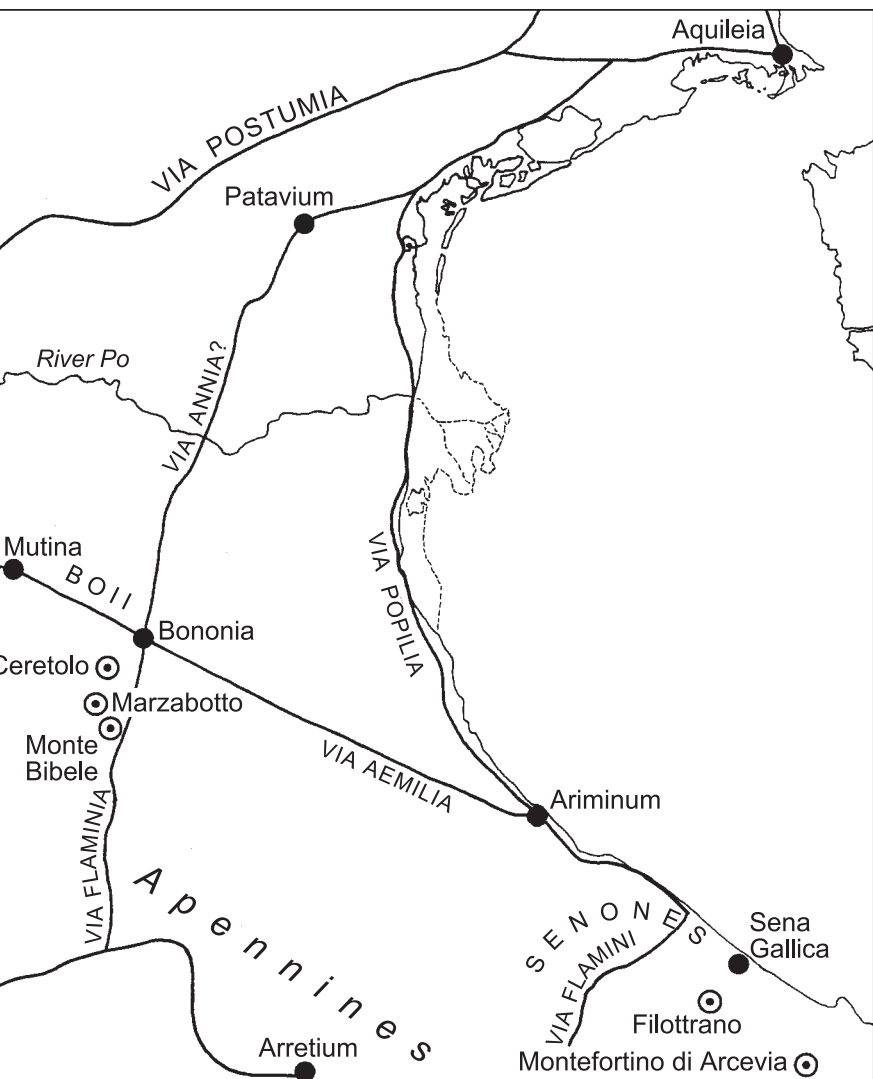 Aquileia
VIA POSTUMIA
Patavium
River Po
VIA ANNIA?
Mutina
BOII
VIA POPILIA
Bononia
Ceretolo
Marzabotto
Monte
Bibele
VIA AEMILIA
Ariminum
VIA FLAMINIA
Apennines
SENONES
Sena
Gallica
VIA FLAMINI
Filottrano
Arretium
Montefortino di Arcevia